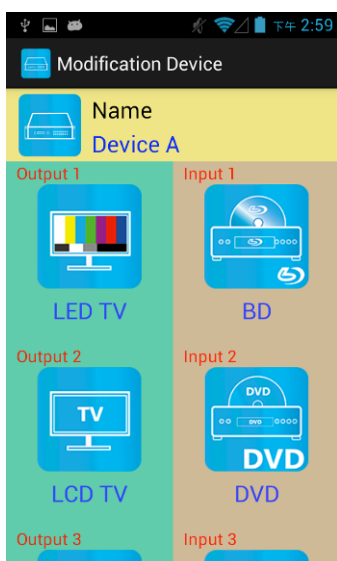 下午 2:59
Modification Device
Name
Device A
Output 1
Input 1
LED TV
BD
Output 2
Input 2
TV
DVD
DVD
DVD
LCD TV
DVD
Output 3
Input 3